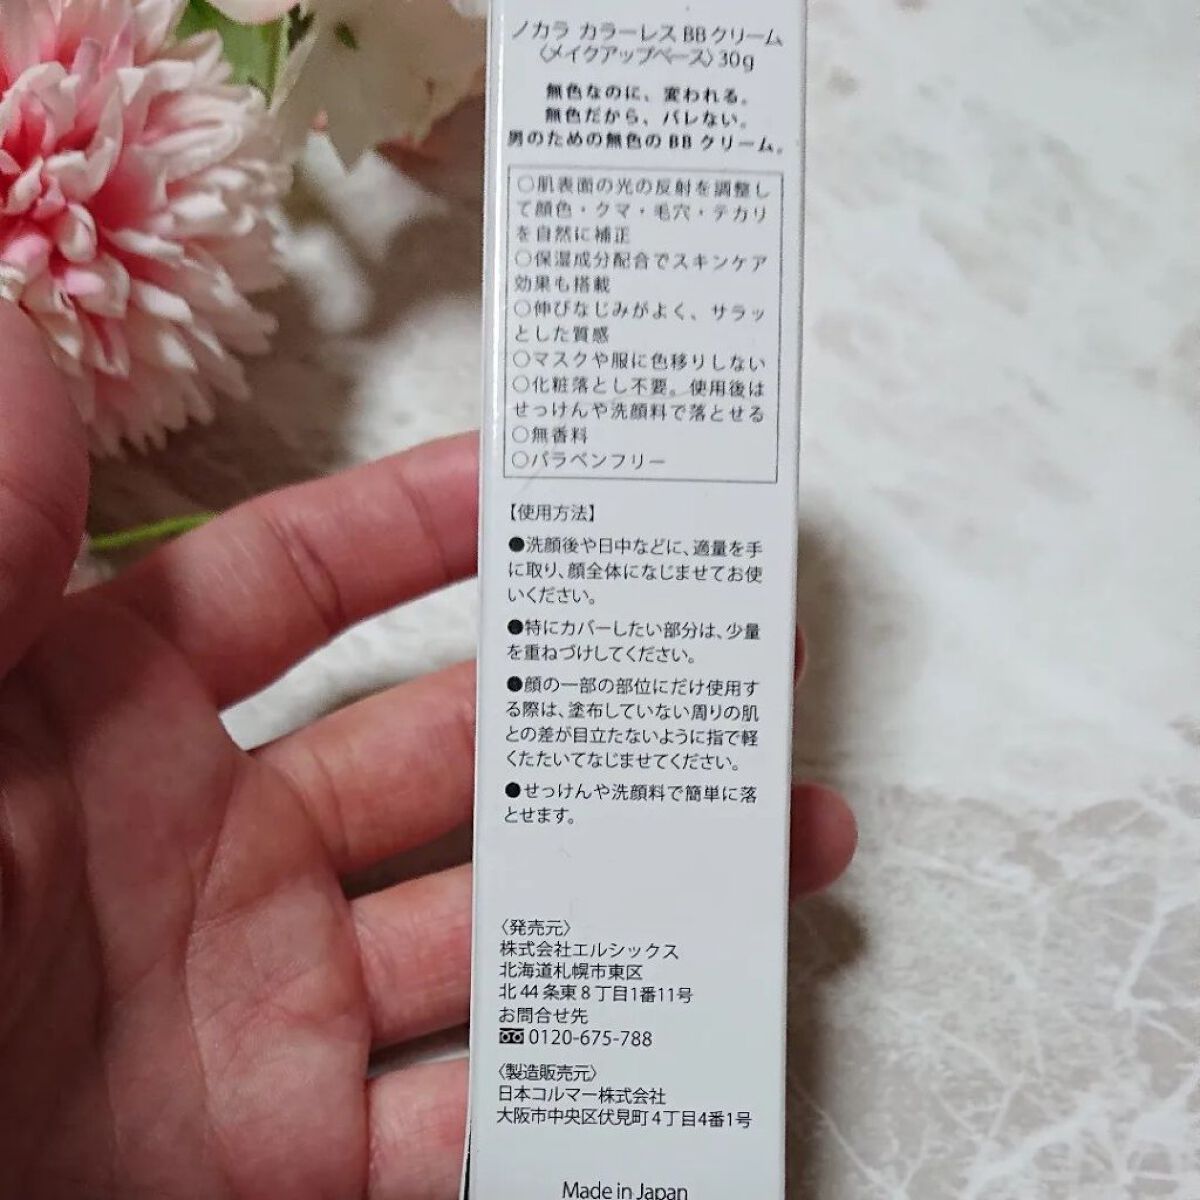 ノカラ カラーレス BBクリーム
〈メイクアップベース〉30g
無色なのに、変われる。
無色だから、バレない。
男のための無色のBBクリーム。
○肌表面の光の反射を調整し
て顔色・クマ・毛穴・テカリ
を自然に補正
○保湿成分配合でスキンケア
効果も搭載
○伸びなじみがよく、サラッ
とした質感
○マスクや服に色移りしない
○化粧落とし不要。使用後は
せっけんや洗顔料で落とせる
○無香料
○パラベンフリー
【使用方法】
●洗顔後や日中などに、適量を手
に取り、顔全体になじませてお使
いください。
●特にカバーしたい部分は、少量
を重ねづけしてください。
●顔の一部の部位にだけ使用す
る際は、塗布していない周りの肌
との差が目立たないように指で軽
くたたいてなじませてください。
●せっけんや洗顔料で簡単に落
とせます。
〈発売元〉
株式会社エルシックス
北海道札幌市東区
北44条東8丁目1番11号
お問合せ先
0120-675-788
〈製造販売元〉
日本コルマー株式会社
大阪市中央区伏見町4丁目4番1号
Made in Japan